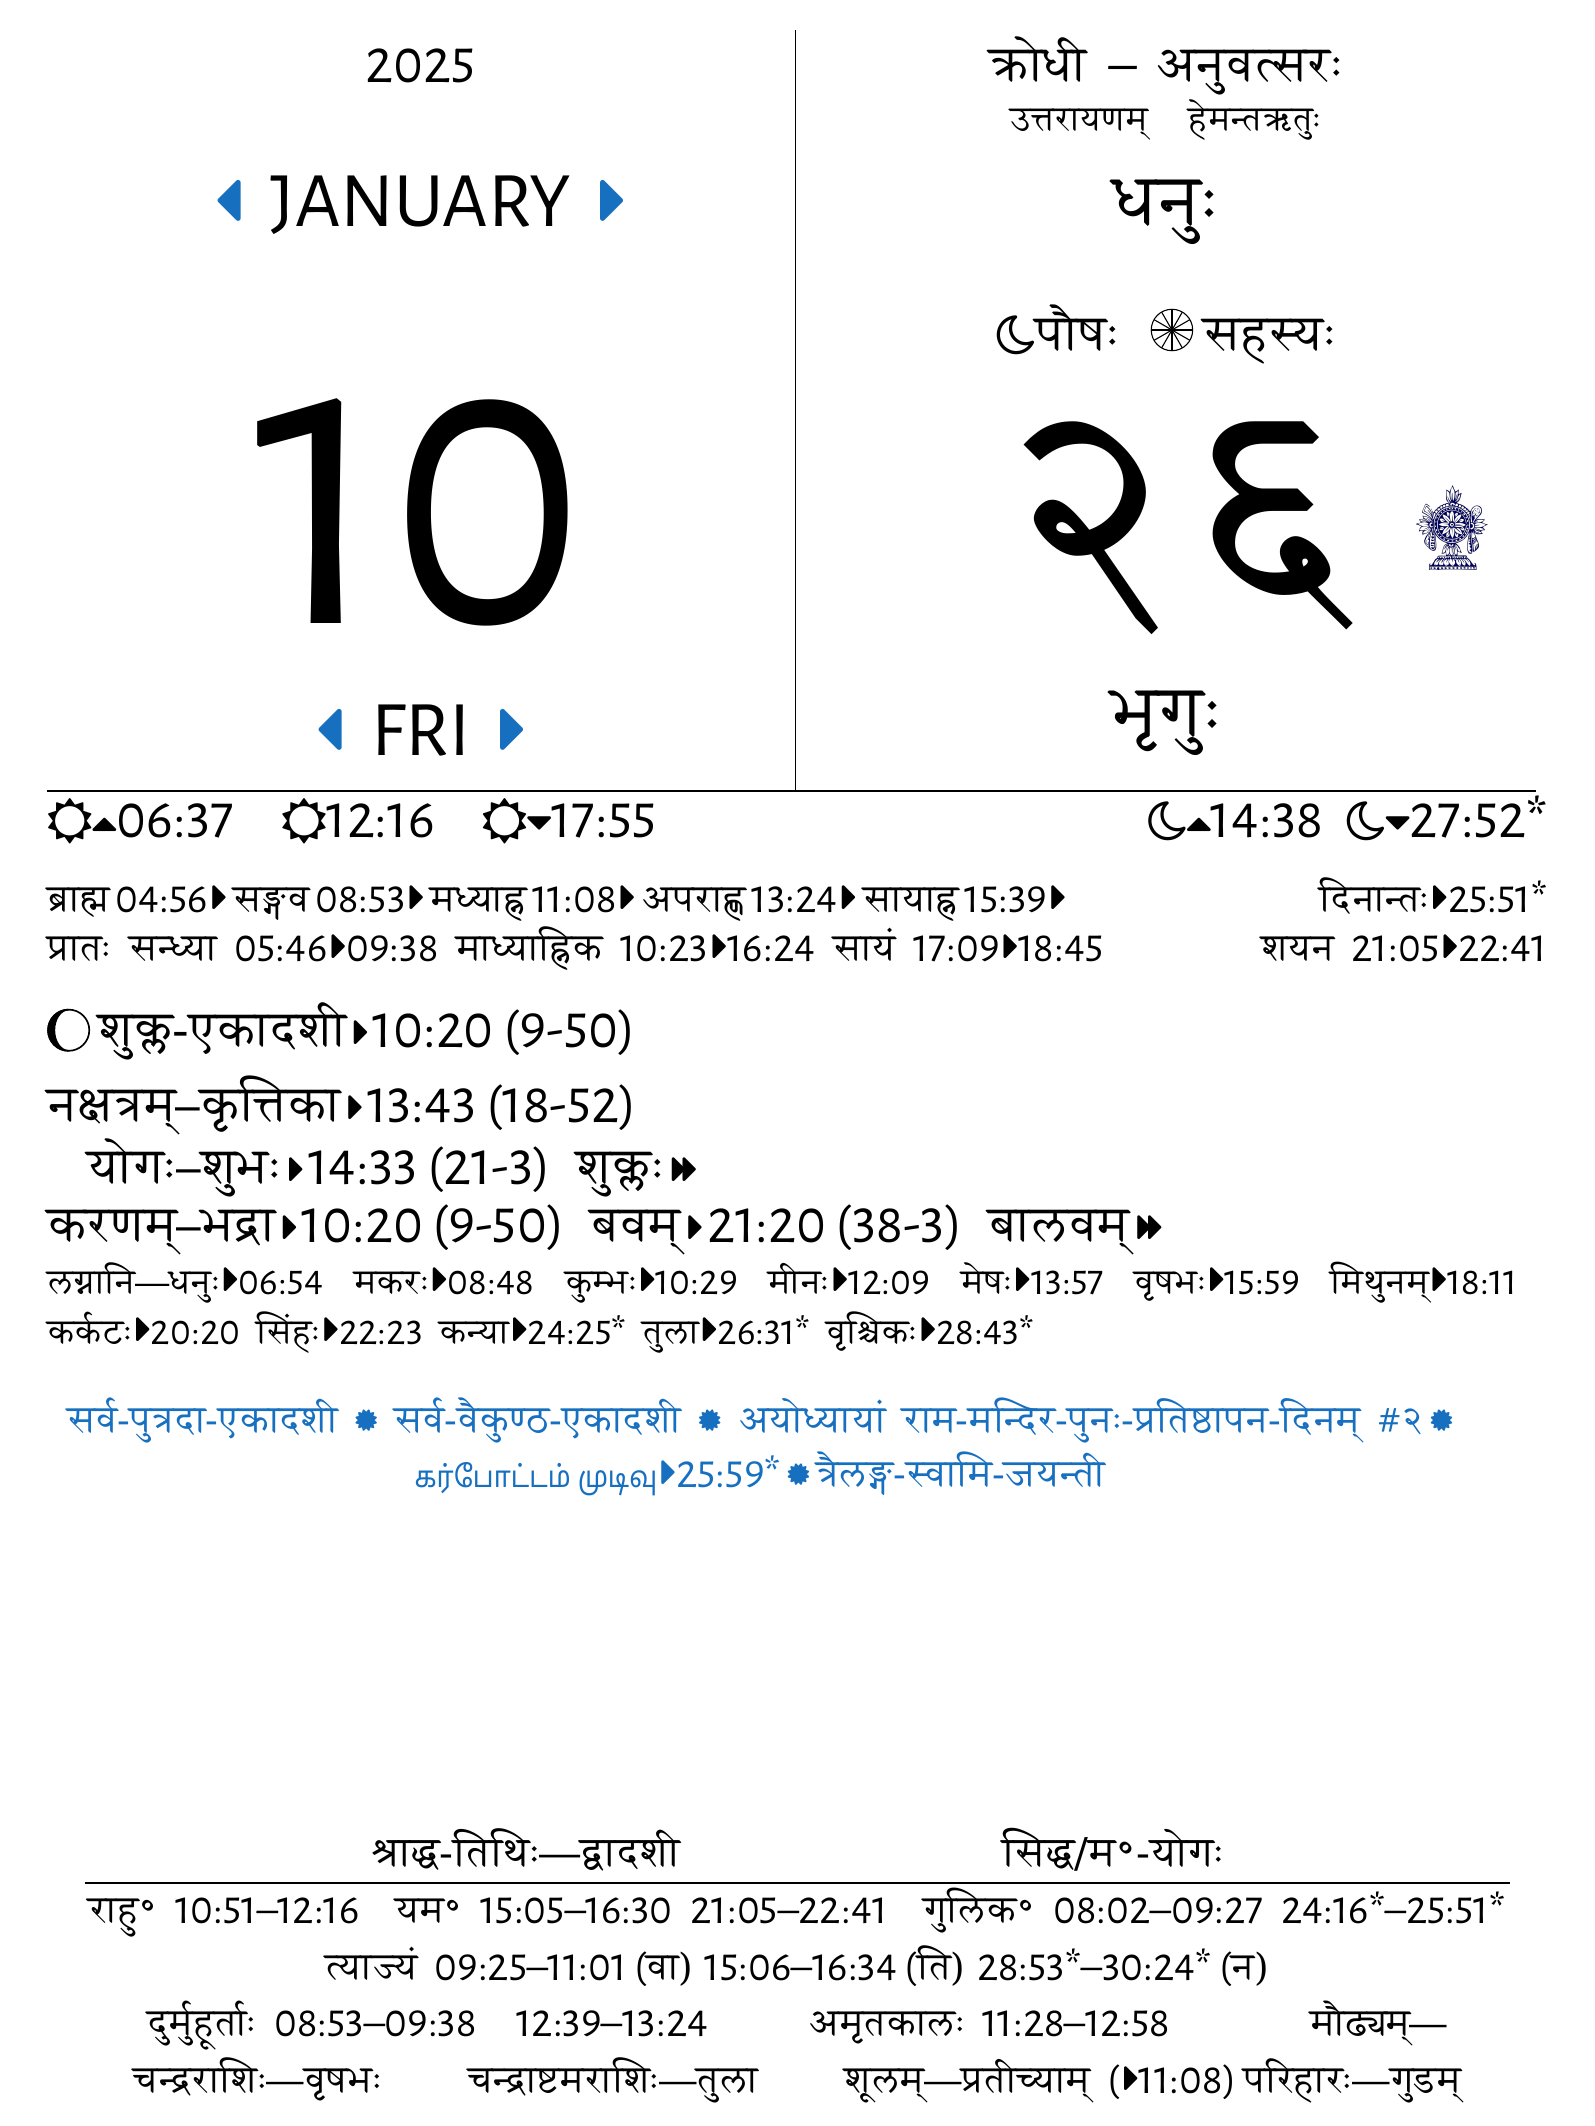 2025
JANUARY
10
FRI
क्रोधी – अनुवत्सरः
उत्तरायणम् हेमन्तऋतुः
धनुः
पौषः सहस्यः
२६
भृगुः
06:37 12:16 17:55 14:38 27:52*
ब्राह्म 04:56 सङ्गव 08:53 मध्याह्न 11:08 अपराह्ण 13:24 सायाह्न 15:39 दिनान्तः 25:51*
प्रातः सन्ध्या 05:46 09:38 माध्याह्निक 10:23 16:24 सायं 17:09 18:45 शयन 21:05 22:41
शुक्ल-एकादशी 10:20 (9-50)
नक्षत्रम्–कृत्तिका 13:43 (18-52)
योगः–शुभः 14:33 (21-3) शुक्लः
करणम्–भद्रा 10:20 (9-50) बवम् 21:20 (38-3) बालवम्
लग्नानि—धनुः 06:54 मकरः 08:48 कुम्भः 10:29 मीनः 12:09 मेषः 13:57 वृषभः 15:59 मिथुनम् 18:11
कर्कटः 20:20 सिंहः 22:23 कन्या 24:25* तुला 26:31* वृश्चिकः 28:43*
सर्व-पुत्रदा-एकादशी ✹ सर्व-वैकुण्ठ-एकादशी ✹ अयोध्यायां राम-मन्दिर-पुनः-प्रतिष्ठापन-दिनम् #२ ✹
கர்போட்டம் முடிவு 25:59* ✹ त्रैलङ्ग-स्वामि-जयन्ती
श्राद्ध-तिथिः—द्वादशी सिद्ध/म॰-योगः
राहु॰ 10:51–12:16 यम॰ 15:05–16:30 21:05–22:41 गुलिक॰ 08:02–09:27 24:16*–25:51*
त्याज्यं 09:25–11:01 (वा) 15:06–16:34 (ति) 28:53*–30:24* (न)
दुर्मुहूर्ताः 08:53–09:38 12:39–13:24 अमृतकालः 11:28–12:58 मौढ्यम्—
चन्द्रराशिः—वृषभः चन्द्राष्टमराशिः—तुला शूलम्—प्रतीच्याम् (11:08) परिहारः—गुडम्